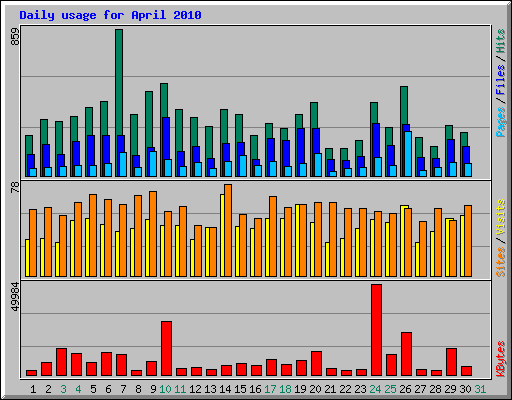 Daily usage for April 2010
859
Pages / Files / Hits
78
Sites / Visits
49984
KBytes
1 2 3 4 5 6 7 8 9 10 11 12 13 14 15 16 17 18 19 20 21 22 23 24 25 26 27 28 29 30 31